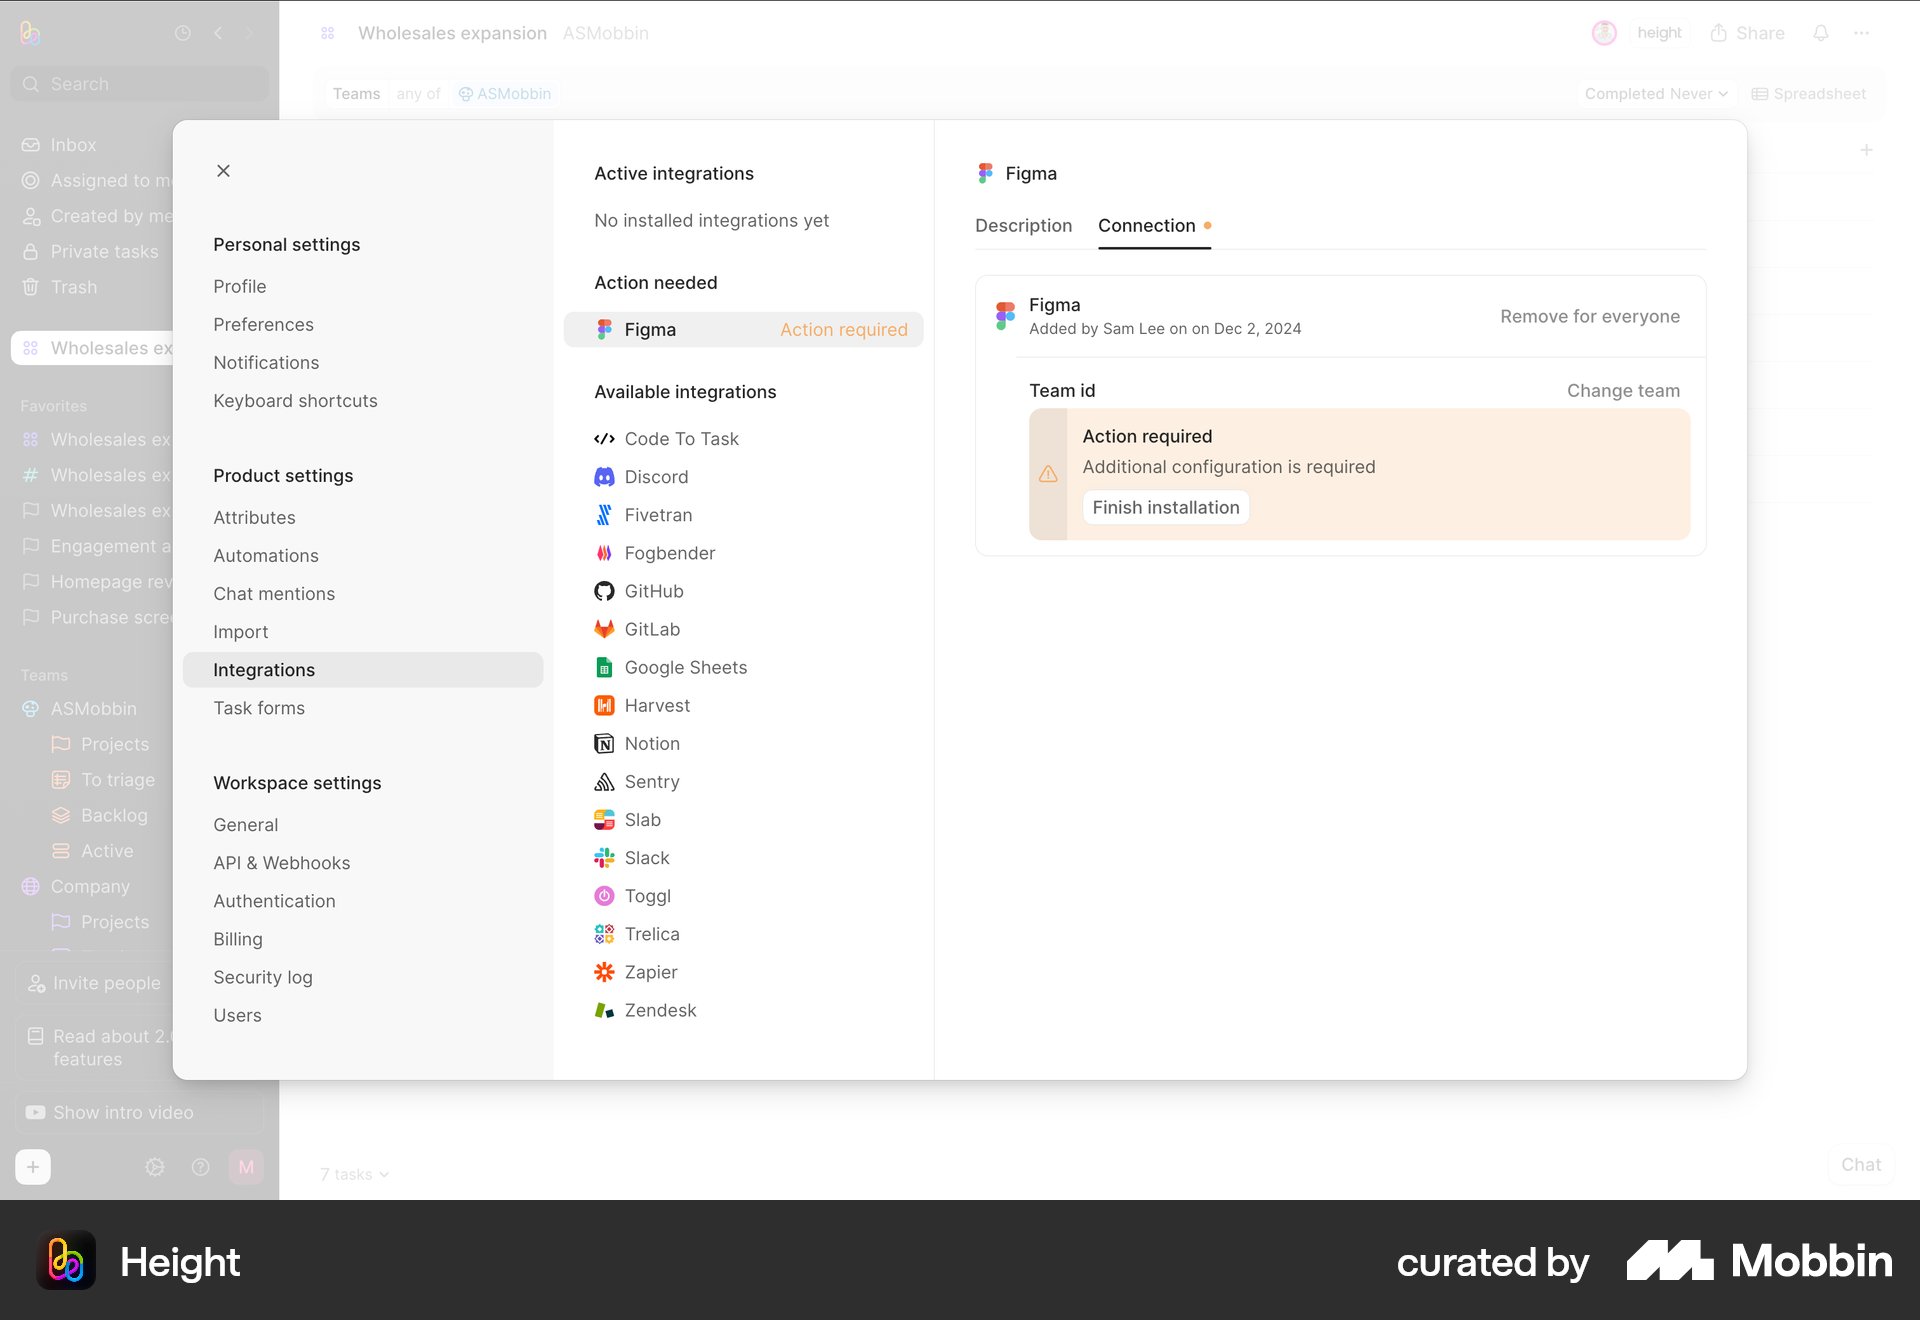 Wholesales expansion ASMobbin
height Share
Search
Teams any of ASMobbin
Completed Never Spreadsheet
Inbox
Assigned to me
Created by me
Private tasks
Trash
Wholesales ex
Favorites
Wholesales ex
Wholesales ex
Wholesales ex
Engagement a
Homepage rev
Purchase scre
Teams
ASMobbin
Projects
To triage
Backlog
Active
Company
Projects
Invite people
Read about 2.
features
Show intro video
M
7 tasks
Chat
Personal settings
Profile
Preferences
Notifications
Keyboard shortcuts
Product settings
Attributes
Automations
Chat mentions
Import
Integrations
Task forms
Workspace settings
General
API & Webhooks
Authentication
Billing
Security log
Users
Active integrations
No installed integrations yet
Action needed
Figma Action required
Available integrations
Code To Task
Discord
Fivetran
Fogbender
GitHub
GitLab
Google Sheets
Harvest
Notion
Sentry
Slab
Slack
Toggl
Trelica
Zapier
Zendesk
Figma
Description Connection
Figma
Added by Sam Lee on on Dec 2, 2024
Remove for everyone
Team id
Change team
Action required
Additional configuration is required
Finish installation
Height
curated by Mobbin